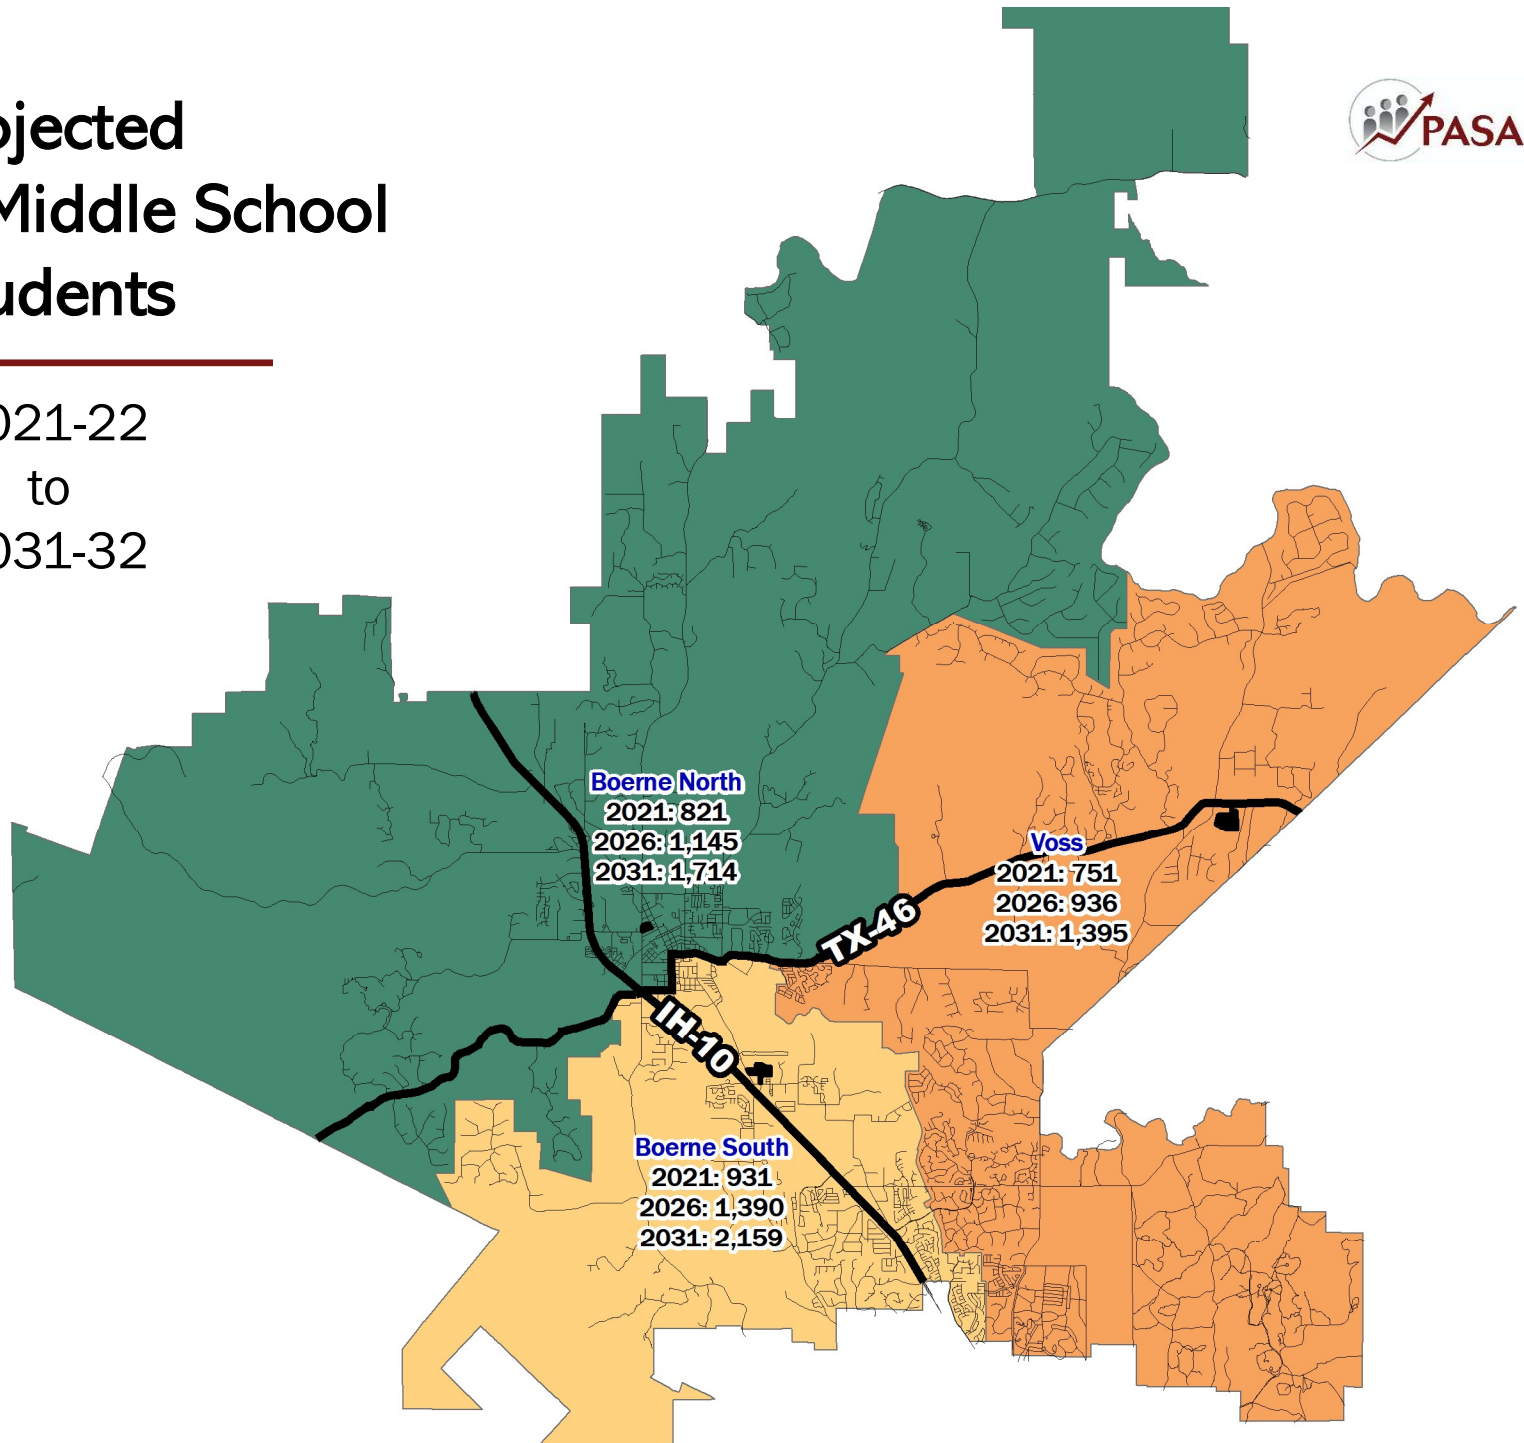 ojected
Middle School
udents
021-22
to
031-32
PASA
Boerne North
2021: 821
2026: 1,145
2031: 1,714
Voss
2021: 751
2026: 936
2031: 1,395
TX-46
IH-10
Boerne South
2021: 931
2026: 1,390
2031: 2,159